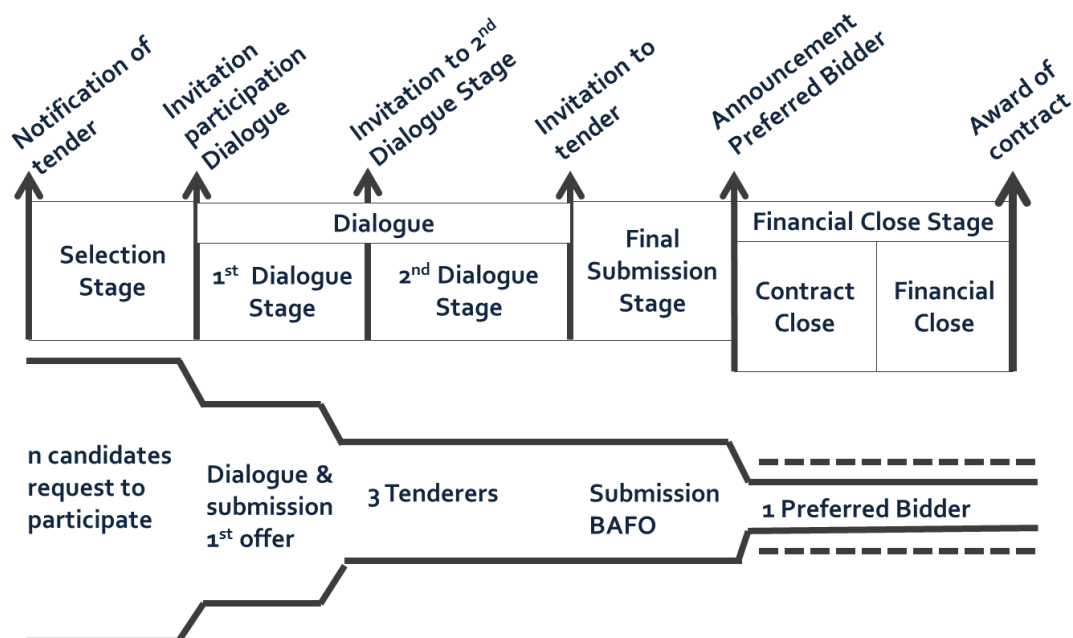 Notification of
tender
Invitation
participation
Dialogue
Invitation to 2nd
Dialogue Stage
Invitation to
tender
Announcement
Preferred Bidder
Award of
contract
Selection
Stage
Dialogue
1st Dialogue
Stage
2nd Dialogue
Stage
Final
Submission
Stage
Financial Close Stage
Contract
Close
Financial
Close
n candidates
request to
participate
Dialogue &
submission
1st offer
3 Tenderers
Submission
BAFO
1 Preferred Bidder